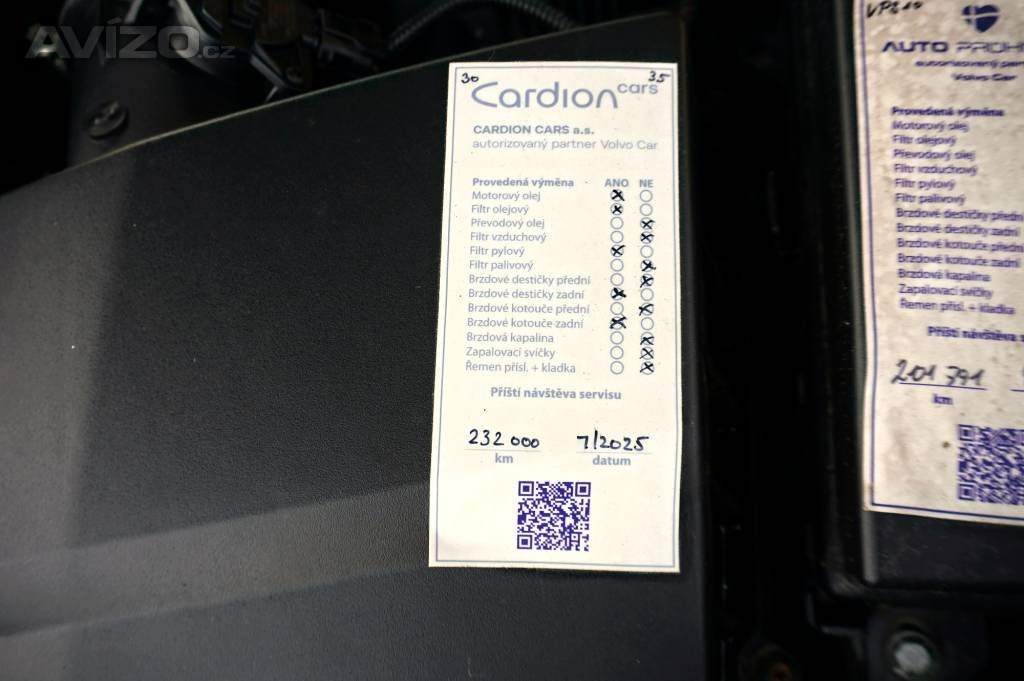 AVÍZO.cz
30 35
Cardion cars
CARDION CARS a.s.
autorizovaný partner Volvo Car
Provedená výměna ANO NE
Motorový olej x
Filtr olejový x
Převodový olej x
Filtr vzduchový x
Filtr pylový x
Filtr palivový x
Brzdové destičky přední x
Brzdové destičky zadní x
Brzdové kotouče přední x
Brzdové kotouče zadní x
Brzdová kapalina x
Zapalovací svíčky x
Řemen přísl. + kladka x
Příští návštěva servisu
232 000 7/2025
km datum
AUTO
autorizovaný
Volvo Car
Provedená výměna
Motorový olej
Filtr olejový
Převodový olej
Filtr vzduchový
Filtr pylový
Filtr palivový
Brzdové destičky přední
Brzdové destičky zadní
Brzdové kotouče
Brzdové kotouče zadní
Brzdová kapalina
Zapalovací svíčky
Řemen přísl. + kladka
Příští návštěva
201 391
km